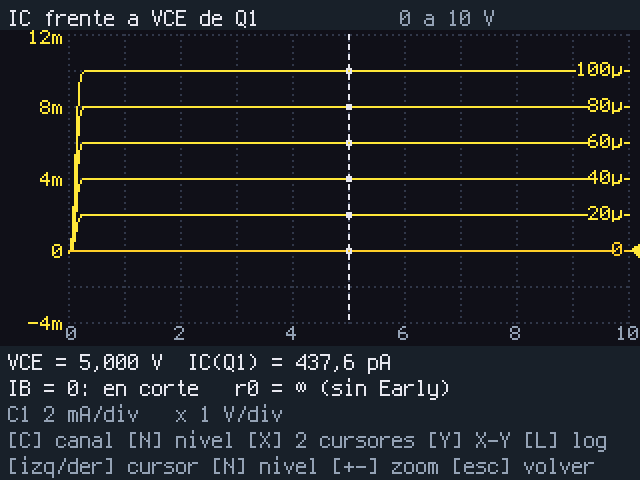 IC frente a VCE de Q1 0 a 10 V
12m
100µ
8m 80µ
60µ
4m 40µ
20µ
0 0
-4m
0 2 4 6 8 10
VCE = 5,000 V IC(Q1) = 437,6 pA
IB = 0: en corte r0 = ∞ (sin Early)
C1 2 mA/div x 1 V/div
[C] canal [N] nivel [X] 2 cursores [Y] X-Y [L] log
[izq/der] cursor [N] nivel [+-] zoom [esc] volver